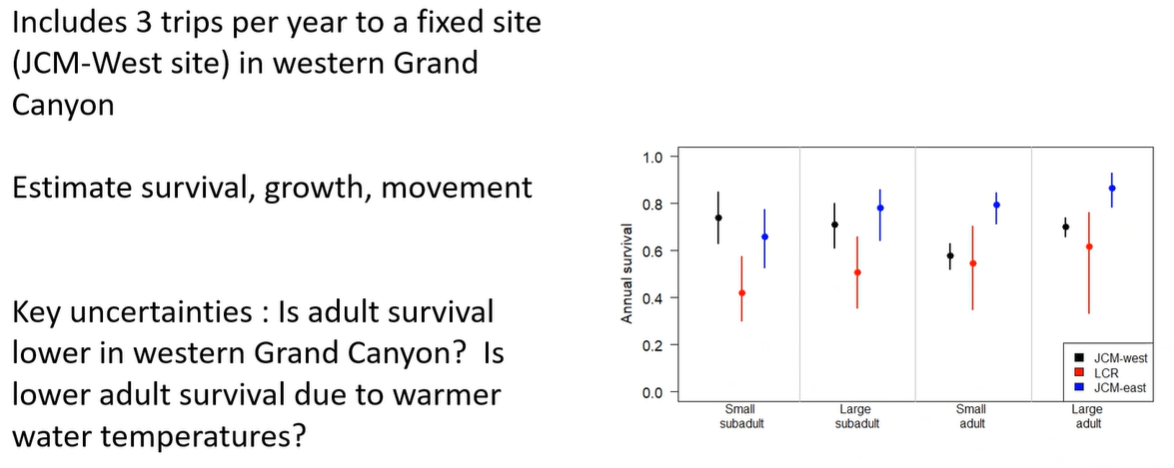 Includes 3 trips per year to a fixed site
(JCM-West site) in western Grand
Canyon
Estimate survival, growth, movement
Key uncertainties : Is adult survival
lower in western Grand Canyon?  Is
lower adult survival due to warmer
water temperatures?
Annual survival
1.0
0.8
0.6
0.4
0.2
0.0
Small
subadult
Large
subadult
Small
adult
Large
adult
JCM-west
LCR
JCM-east